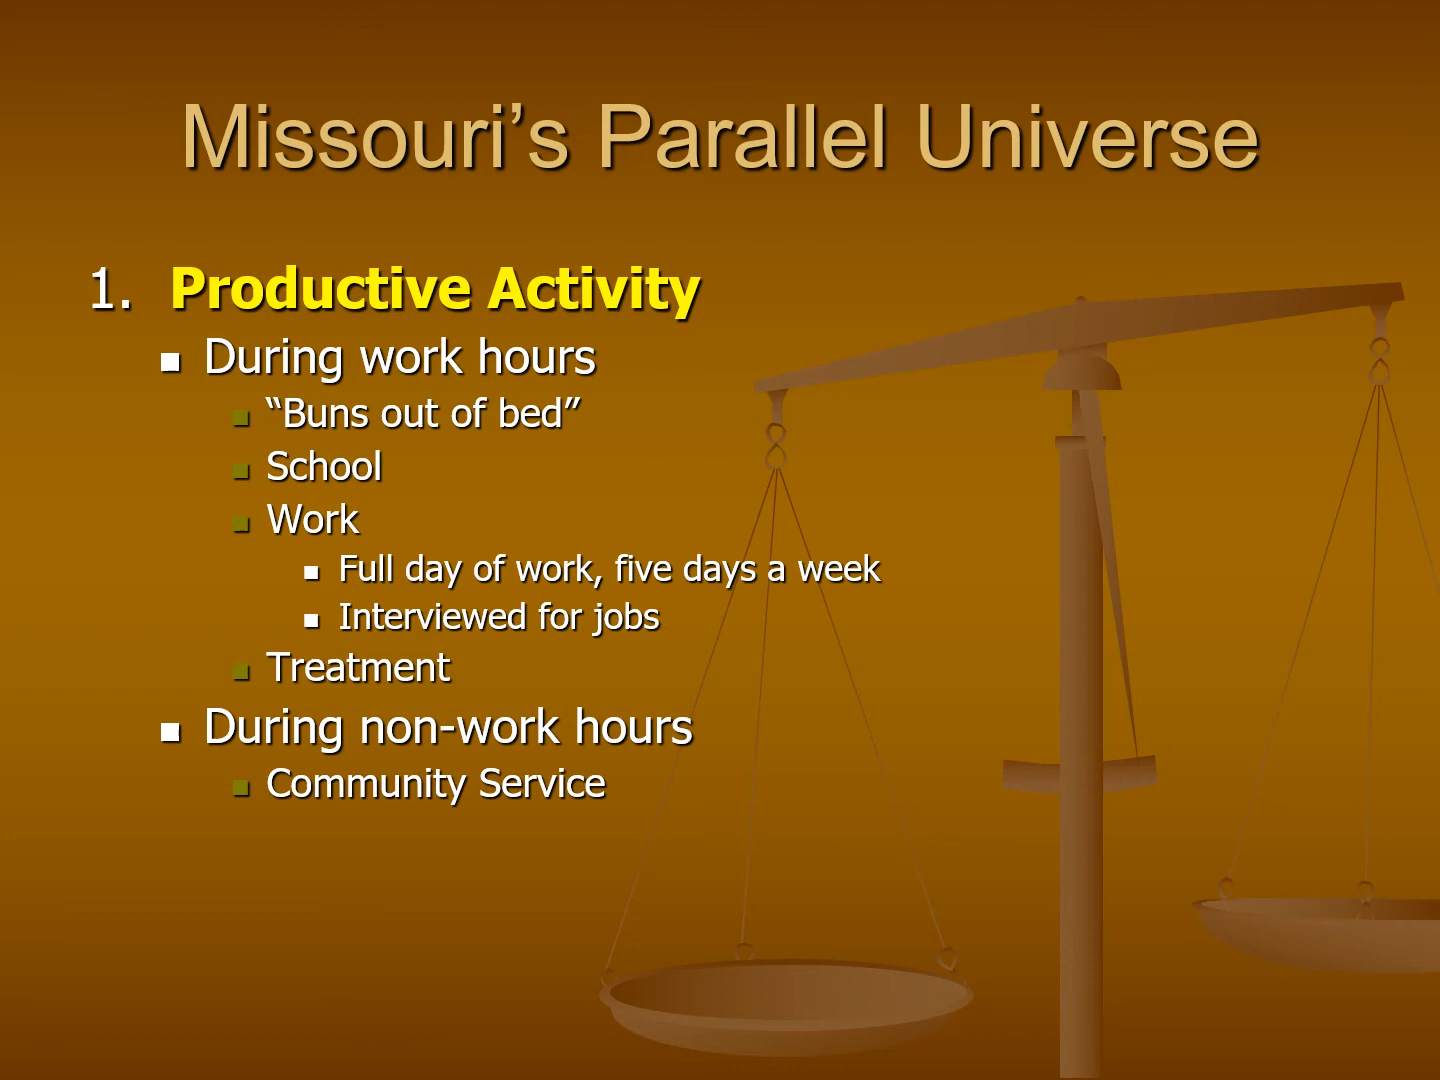 Missouri’s Parallel Universe
1. Productive Activity
During work hours
“Buns out of bed”
School
Work
Full day of work, five days a week
Interviewed for jobs
Treatment
During non-work hours
Community Service